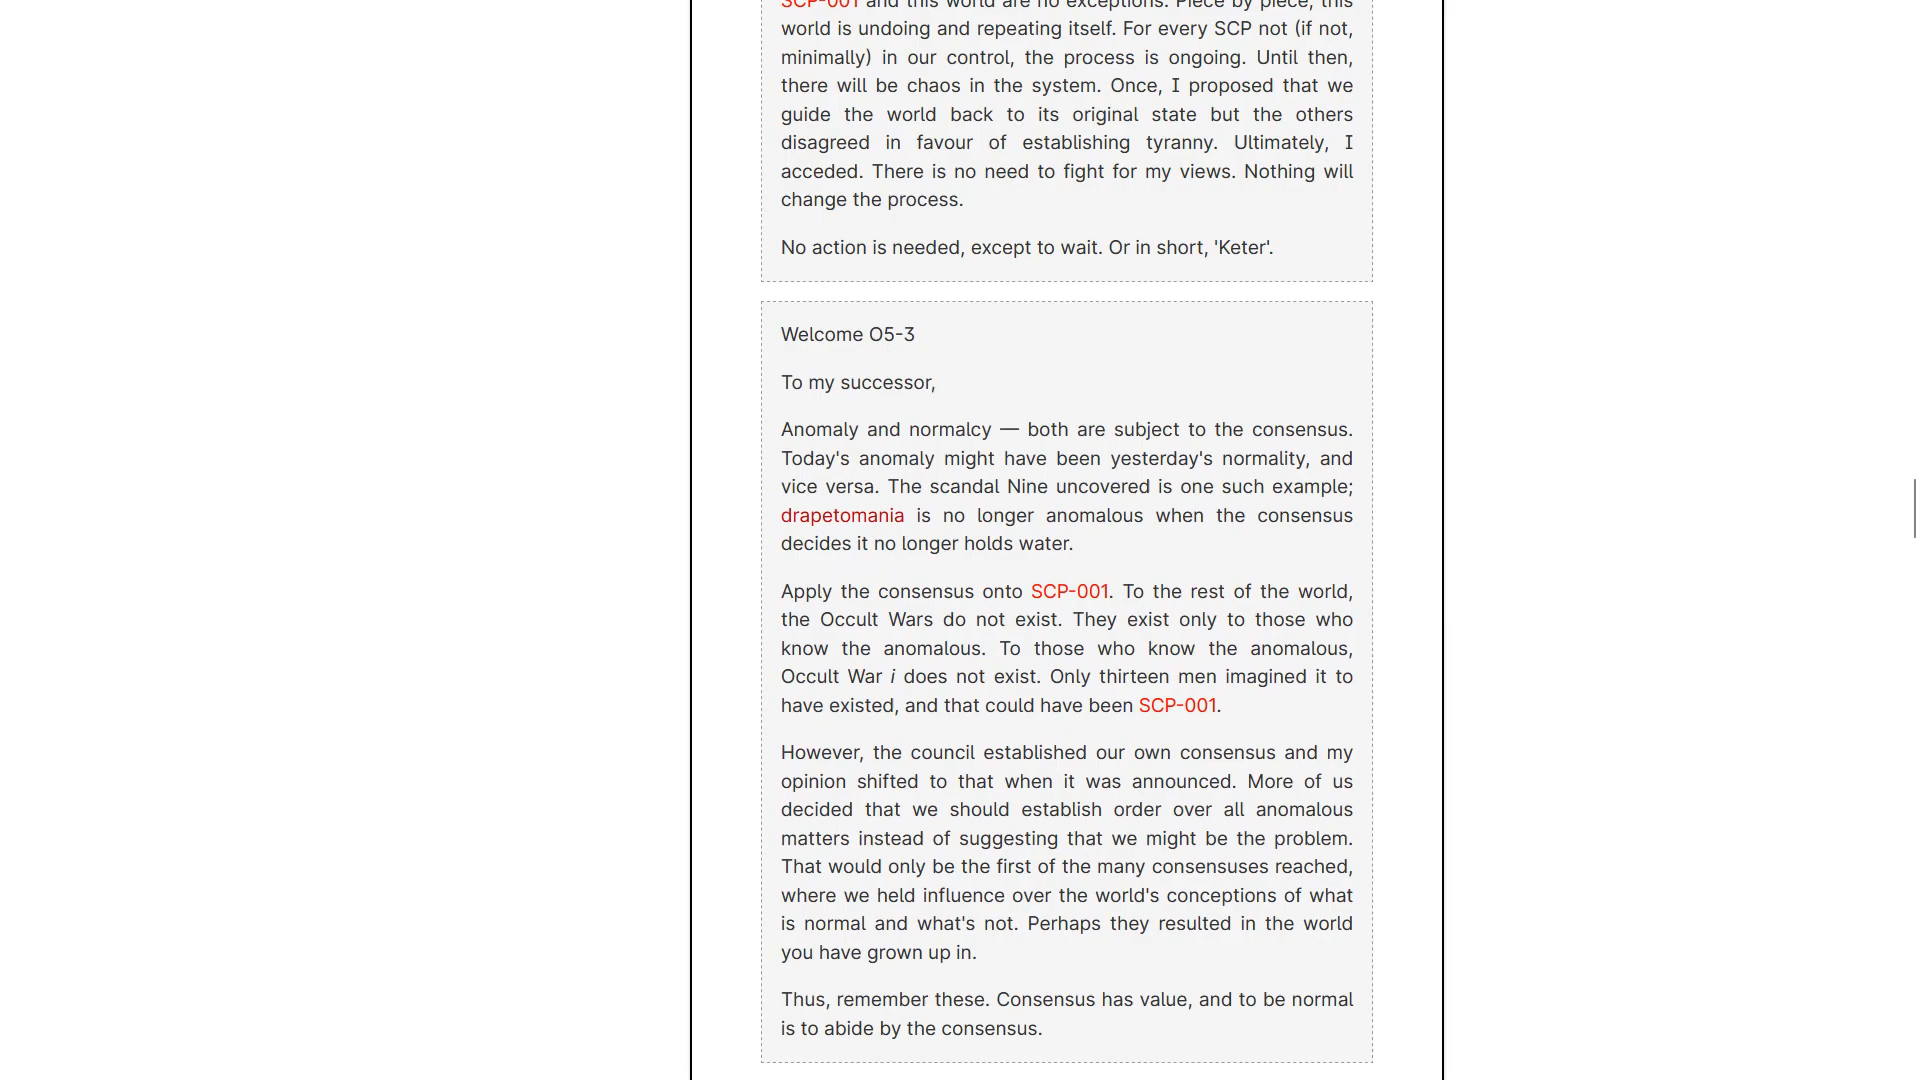 SCP-001 and this world are no exceptions. Piece by piece, this
world is undoing and repeating itself. For every SCP not (if not,
minimally) in our control, the process is ongoing. Until then,
there will be chaos in the system. Once, I proposed that we
guide the world back to its original state but the others
disagreed in favour of establishing tyranny. Ultimately, I
acceded. There is no need to fight for my views. Nothing will
change the process.
No action is needed, except to wait. Or in short, 'Keter'.
Welcome O5-3
To my successor,
Anomaly and normalcy — both are subject to the consensus.
Today's anomaly might have been yesterday's normality, and
vice versa. The scandal Nine uncovered is one such example;
drapetomania is no longer anomalous when the consensus
decides it no longer holds water.
Apply the consensus onto SCP-001. To the rest of the world,
the Occult Wars do not exist. They exist only to those who
know the anomalous. To those who know the anomalous,
Occult War i does not exist. Only thirteen men imagined it to
have existed, and that could have been SCP-001.
However, the council established our own consensus and my
opinion shifted to that when it was announced. More of us
decided that we should establish order over all anomalous
matters instead of suggesting that we might be the problem.
That would only be the first of the many consensuses reached,
where we held influence over the world's conceptions of what
is normal and what's not. Perhaps they resulted in the world
you have grown up in.
Thus, remember these. Consensus has value, and to be normal
is to abide by the consensus.